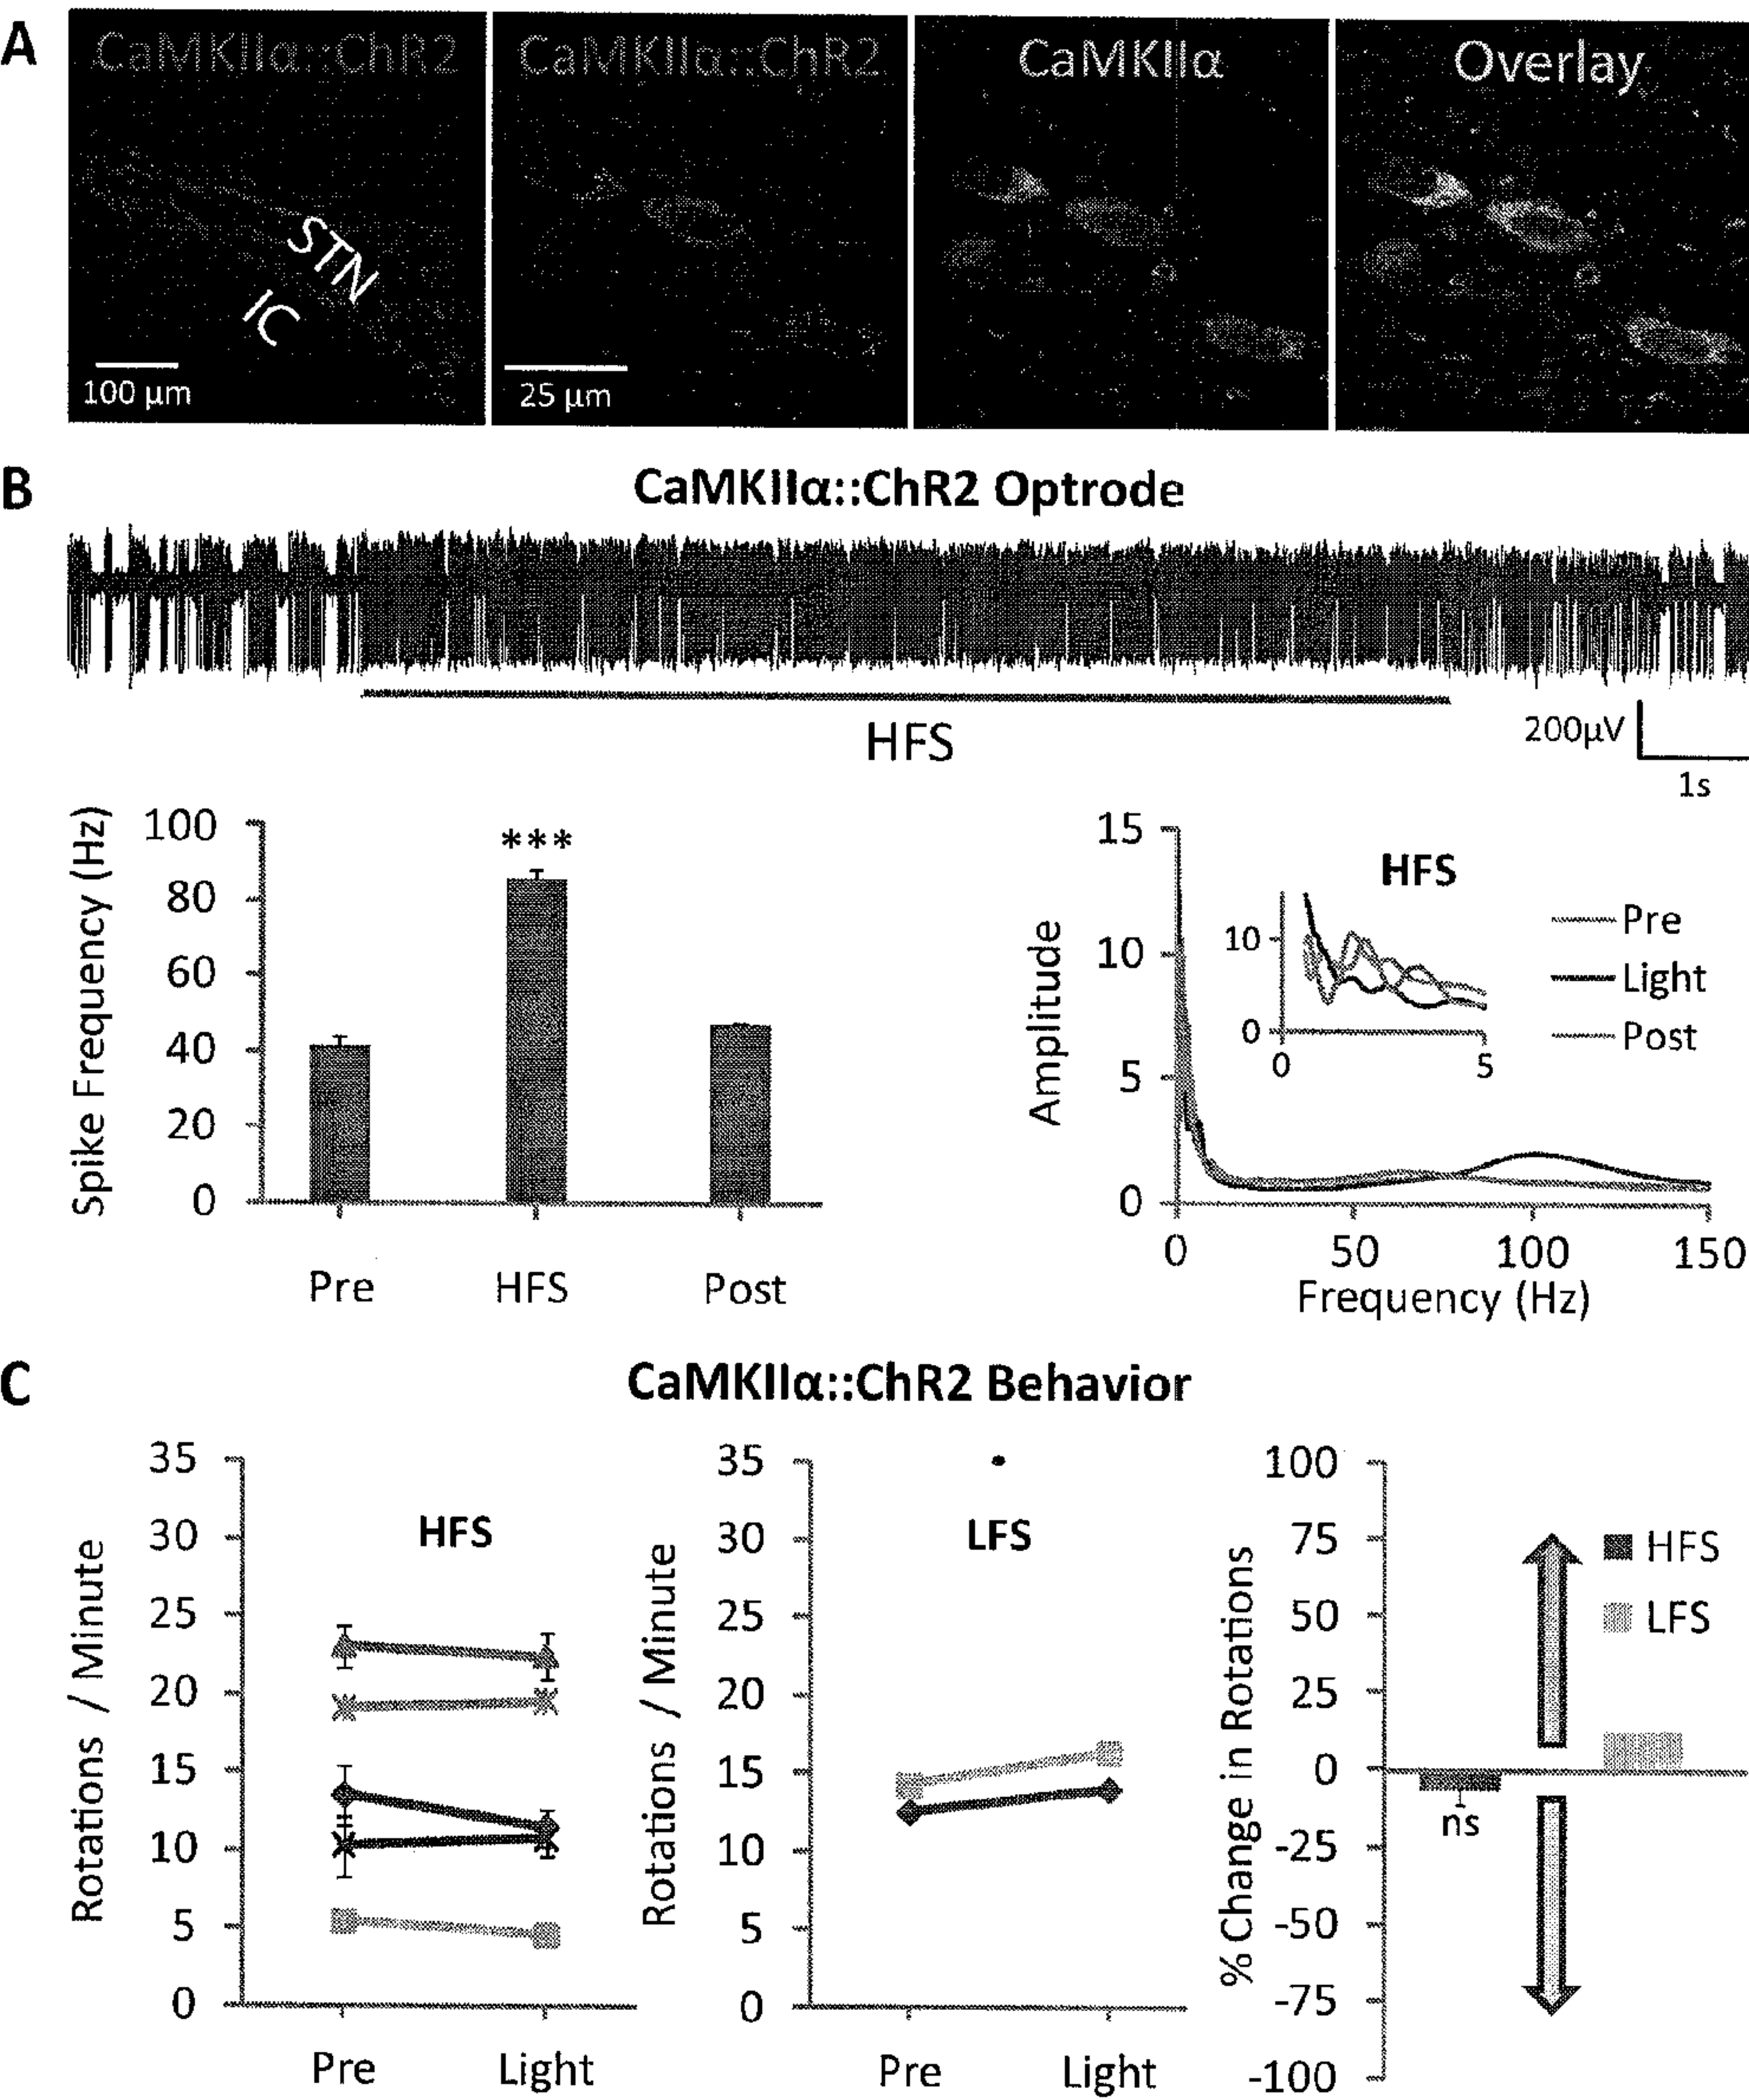 A
CaMKIIα::ChR2
CaMKIIα::ChR2
CaMKIIα
Overlay
STN
IC
100 µm
25 µm
B
CaMKIIα::ChR2 Optrode
HFS
200µV
1s
Spike Frequency (Hz)
100
80
60
40
20
0
***
Pre
HFS
Post
Amplitude
15
10
5
0
HFS
10
0
0
5
Pre
Light
Post
0
50
100
150
Frequency (Hz)
C
CaMKIIα::ChR2 Behavior
Rotations / Minute
35
30
25
20
15
10
5
0
HFS
Pre
Light
Rotations / Minute
35
30
25
20
15
10
5
0
LFS
Pre
Light
% Change in Rotations
100
75
50
25
0
-25
-50
-75
-100
HFS
LFS
ns